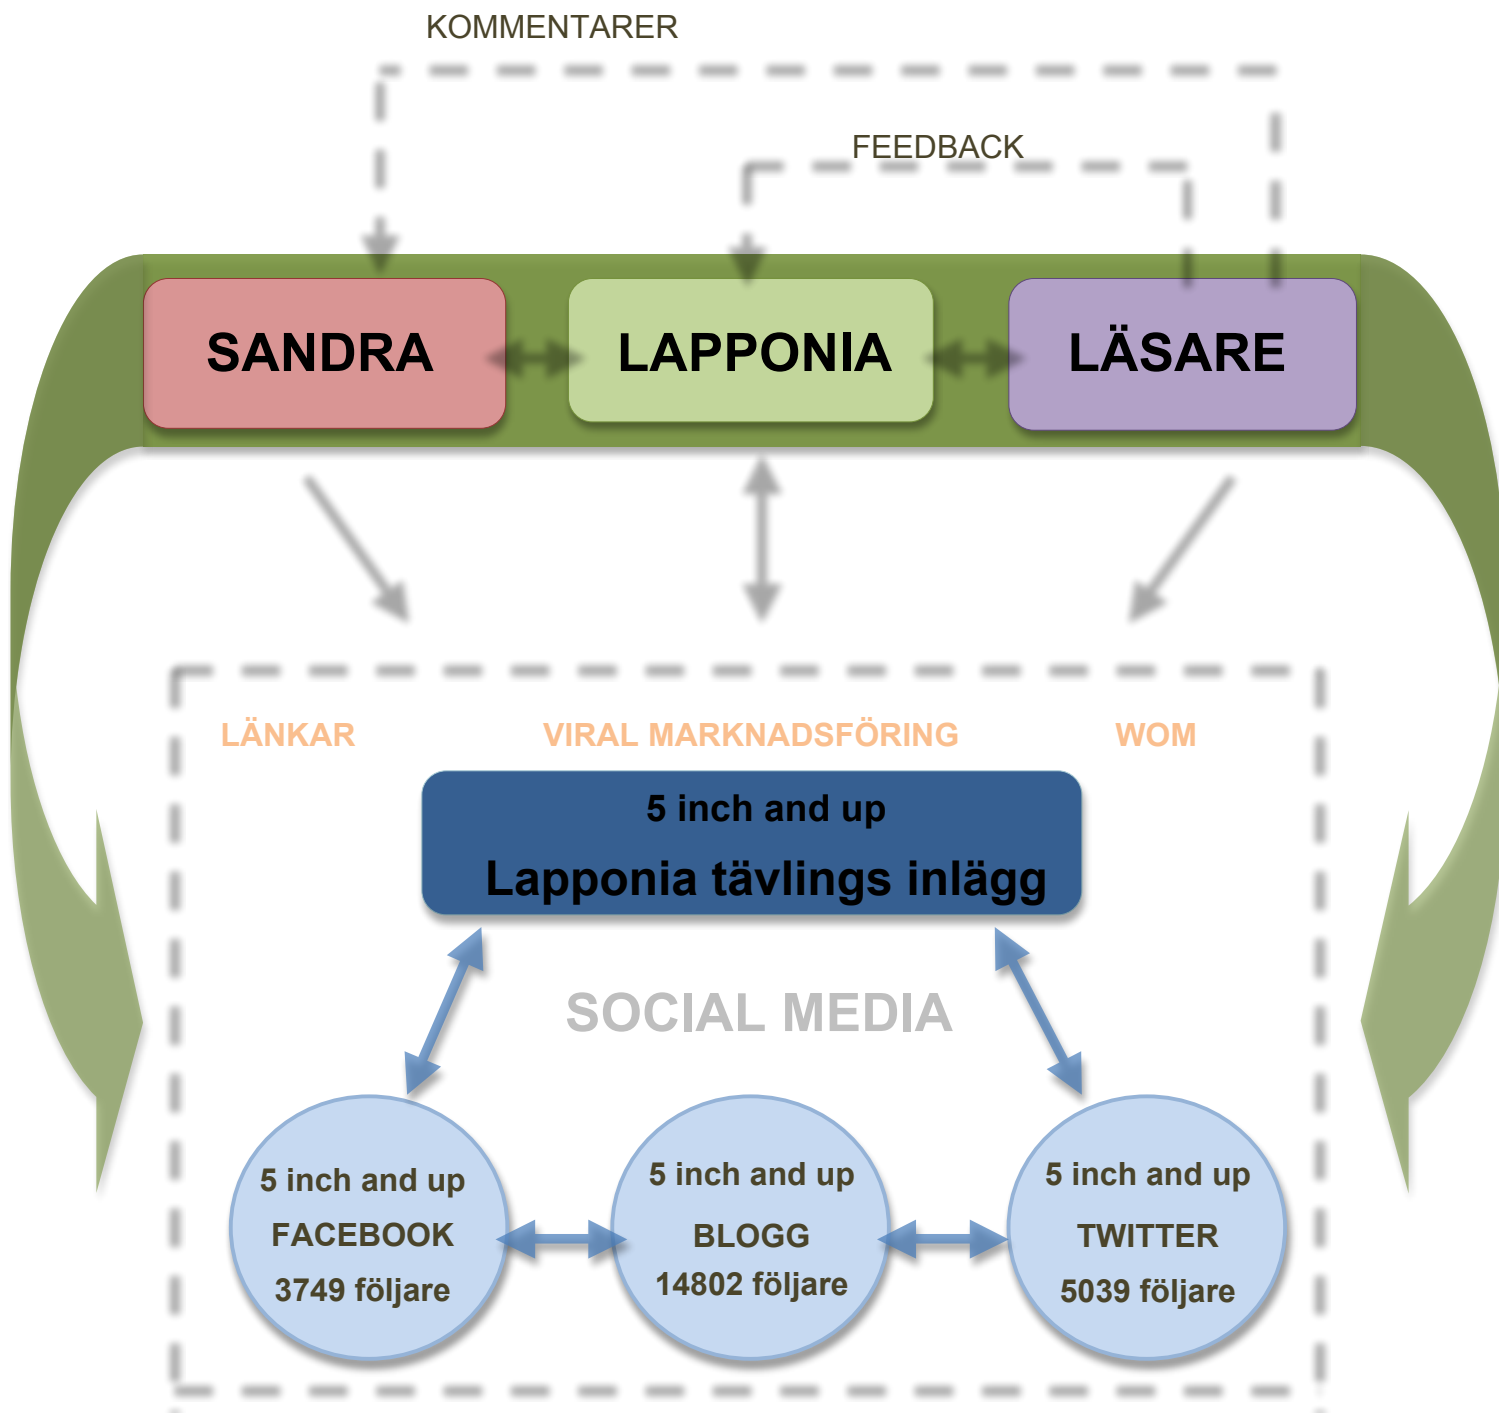 KOMMENTARER
FEEDBACK
SANDRA
LAPPONIA
LÄSARE
LÄNKAR
VIRAL MARKNADSFÖRING
WOM
5 inch and up
Lapponia tävlings inlägg
SOCIAL MEDIA
5 inch and up
FACEBOOK
3749 följare
5 inch and up
BLOGG
14802 följare
5 inch and up
TWITTER
5039 följare